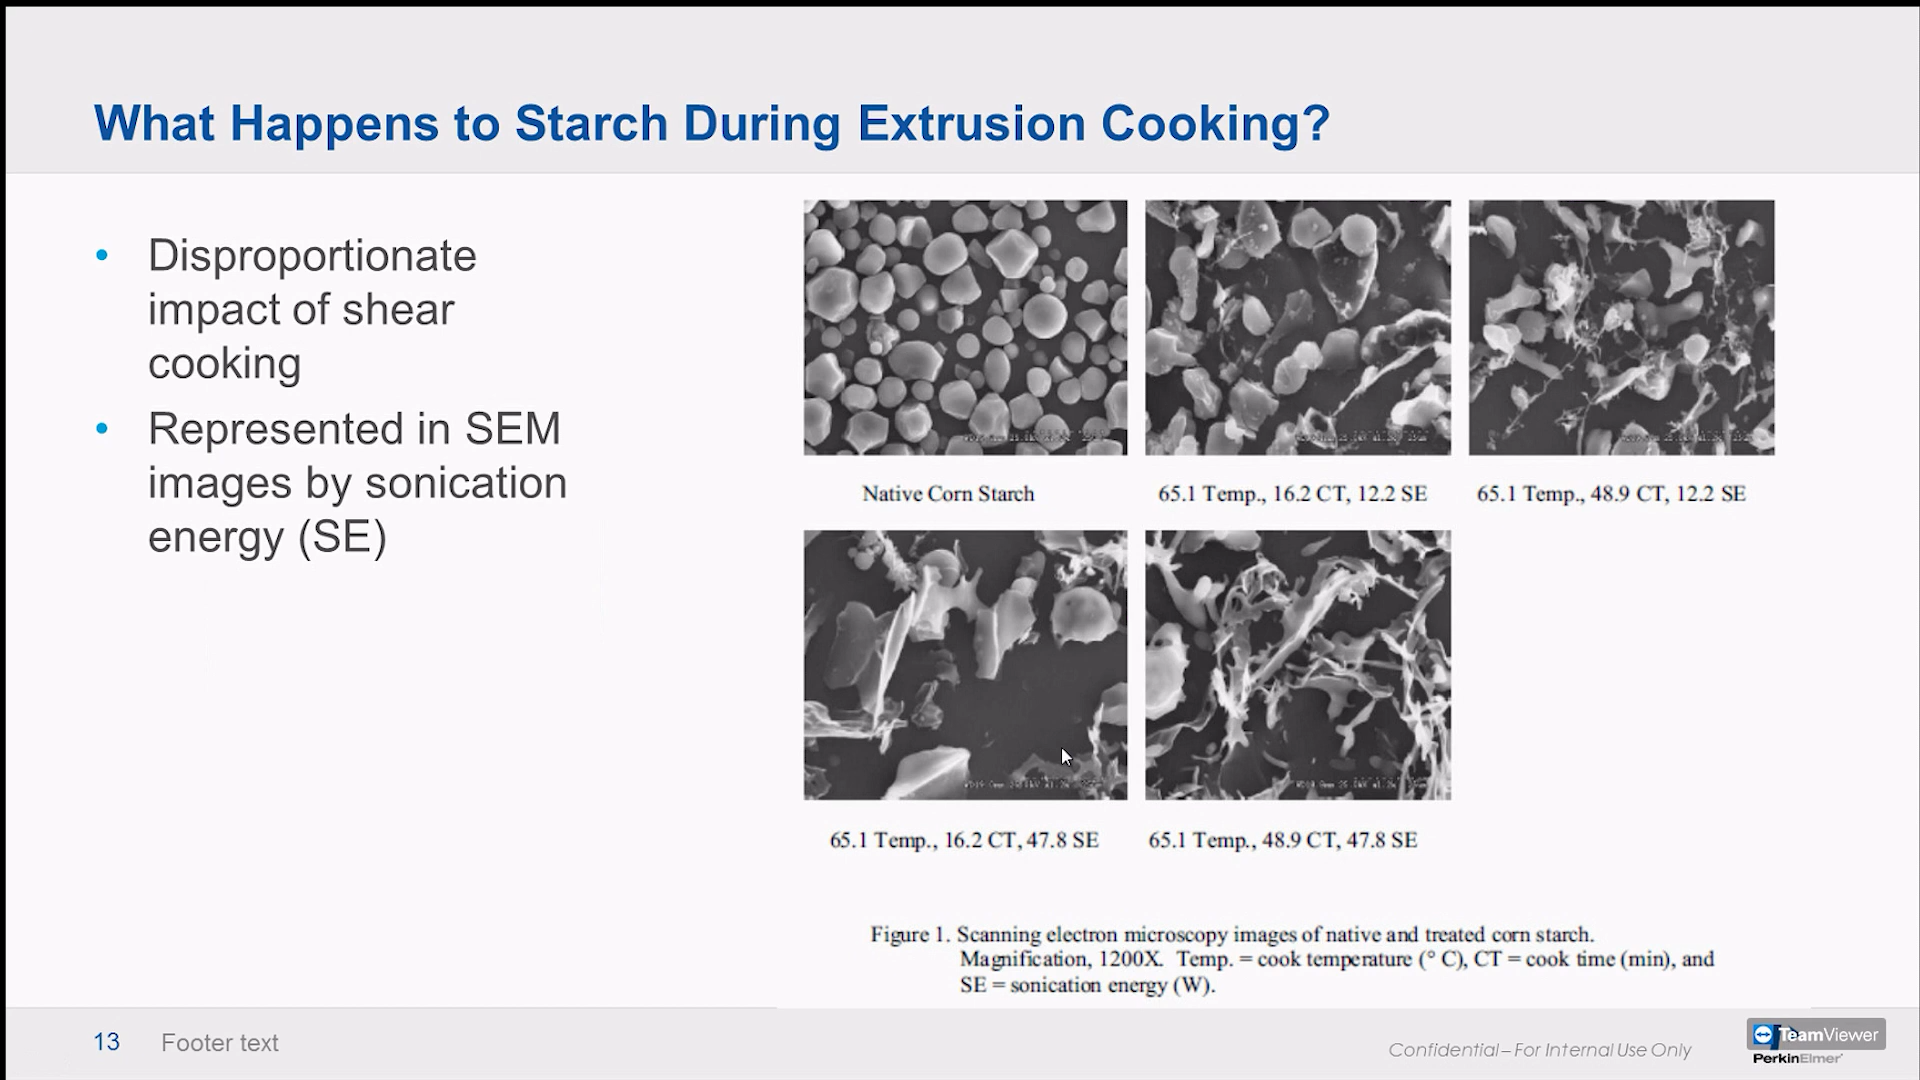 What Happens to Starch During Extrusion Cooking?
• Disproportionate
impact of shear
cooking
• Represented in SEM
images by sonication
energy (SE)
Native Corn Starch
65.1 Temp., 16.2 CT, 12.2 SE
65.1 Temp., 48.9 CT, 12.2 SE
65.1 Temp., 16.2 CT, 47.8 SE
65.1 Temp., 48.9 CT, 47.8 SE
Figure 1. Scanning electron microscopy images of native and treated corn starch.
Magnification, 1200X. Temp. = cook temperature (° C), CT = cook time (min), and
SE = sonication energy (W).
13 Footer text
Confidential – For Internal Use Only
TeamViewer
PerkinElmer